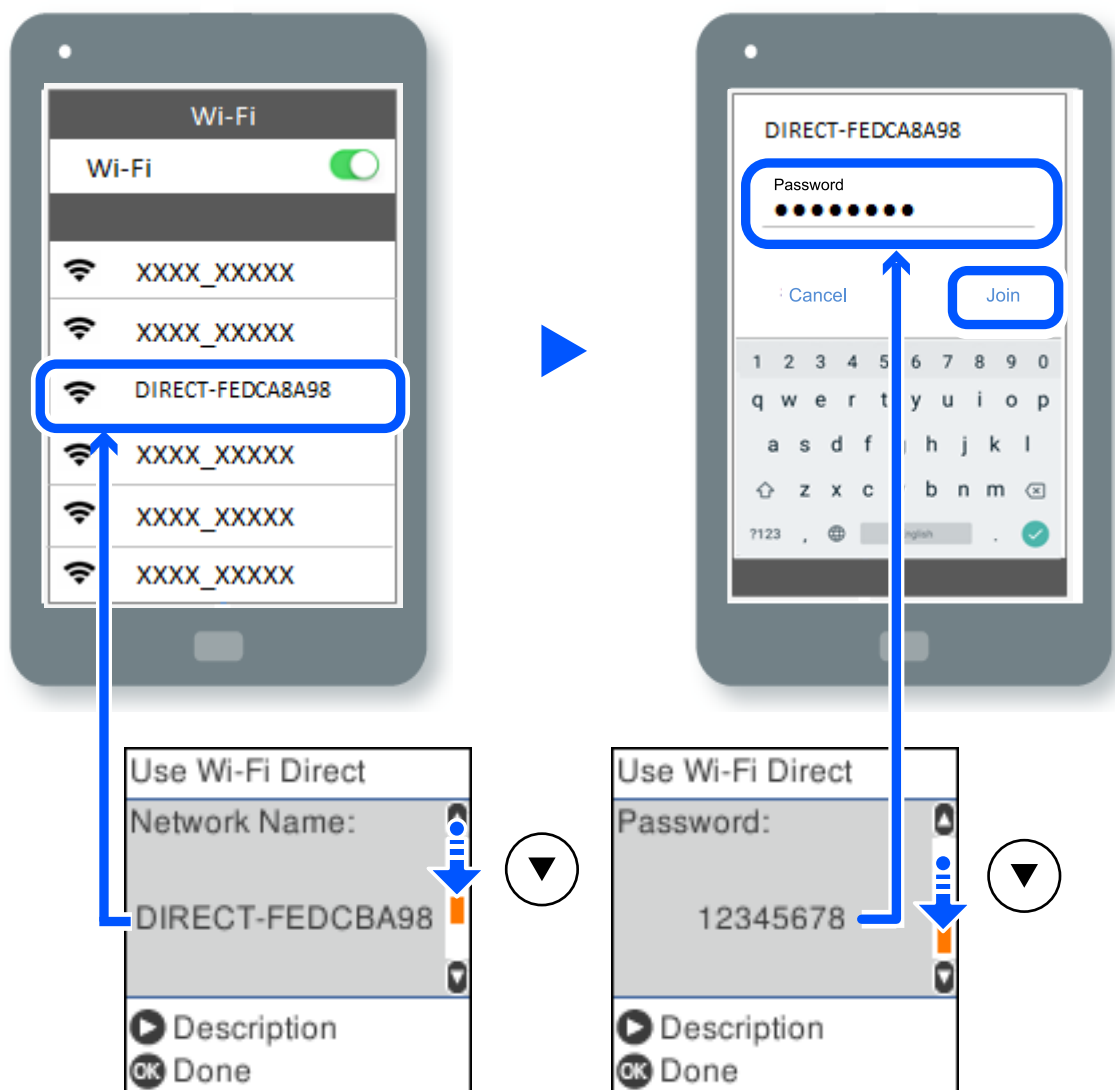 Wi-Fi
Wi-Fi
XXXX_XXXXX
XXXX_XXXXX
DIRECT-FEDCA8A98
XXXX_XXXXX
XXXX_XXXXX
XXXX_XXXXX
DIRECT-FEDCA8A98
Password
Cancel
Join
1 2 3 4 5 6 7 8 9 0
q w e r t y u i o p
a s d f h j k l
z x c b n m
?123 , .
Use Wi-Fi Direct
Network Name:
DIRECT-FEDCBA98
Description
OK Done
Use Wi-Fi Direct
Password:
12345678
Description
OK Done